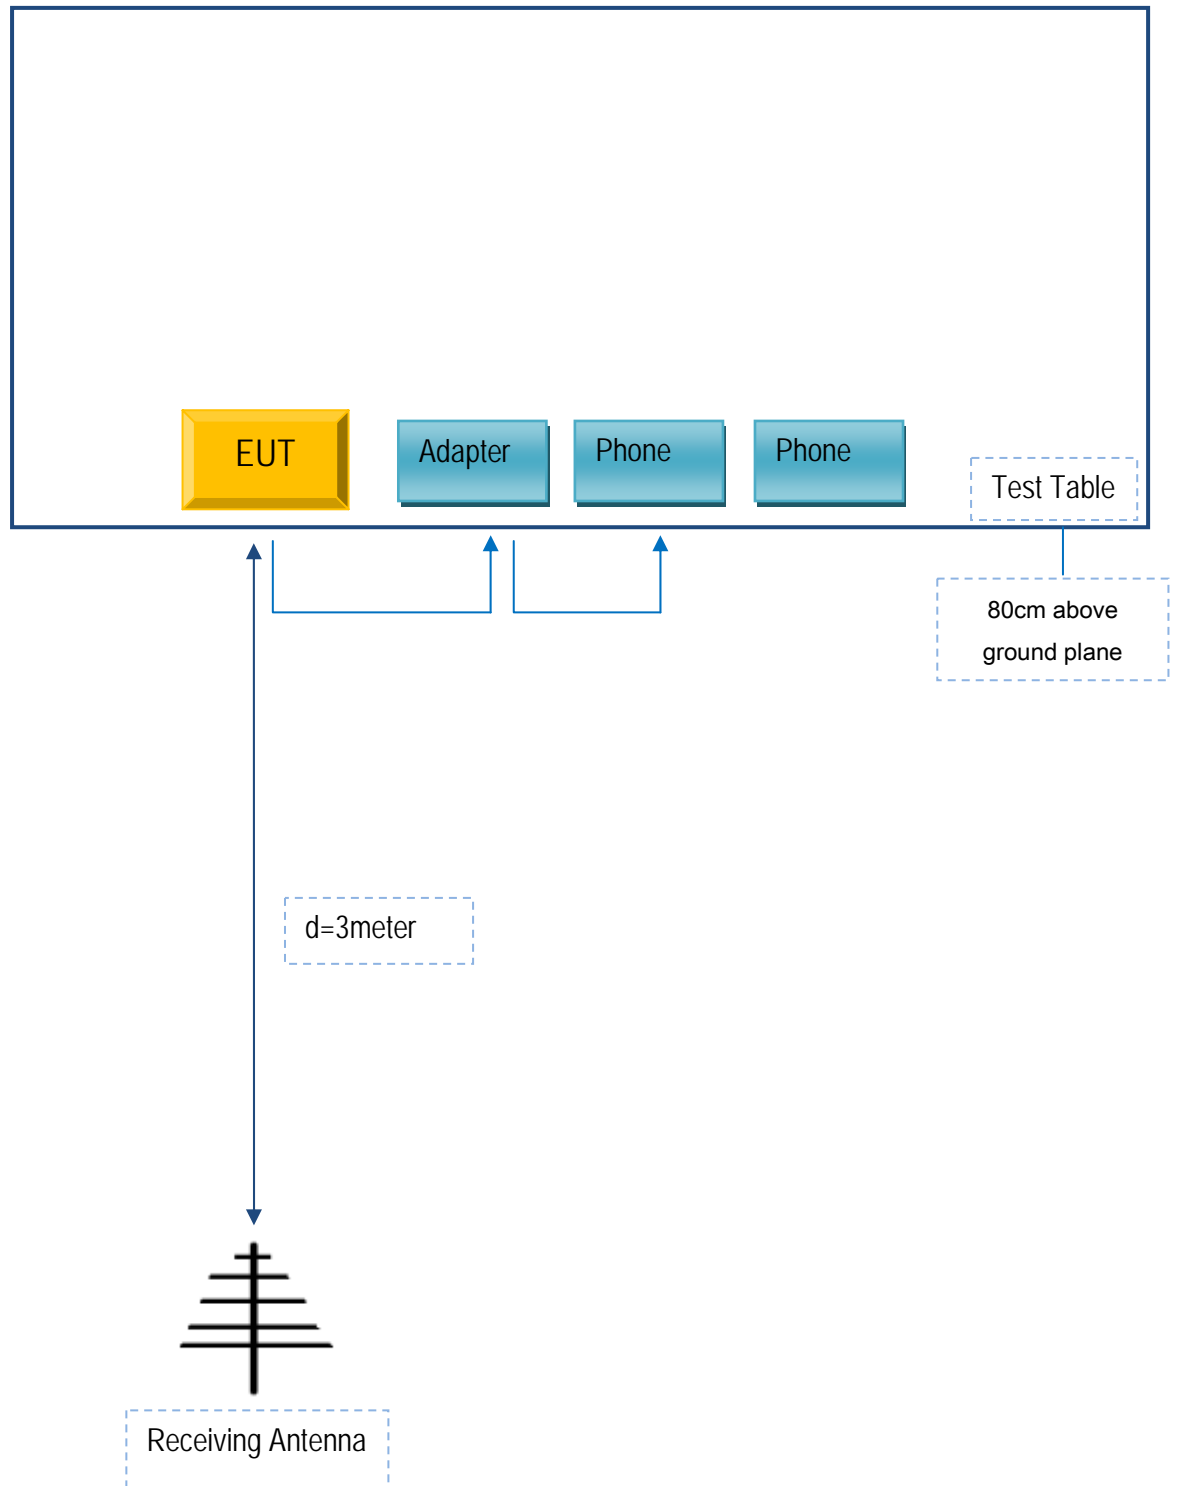 EUT
Adapter
Phone
Phone
Test Table
80cm above
ground plane
d=3meter
Receiving Antenna